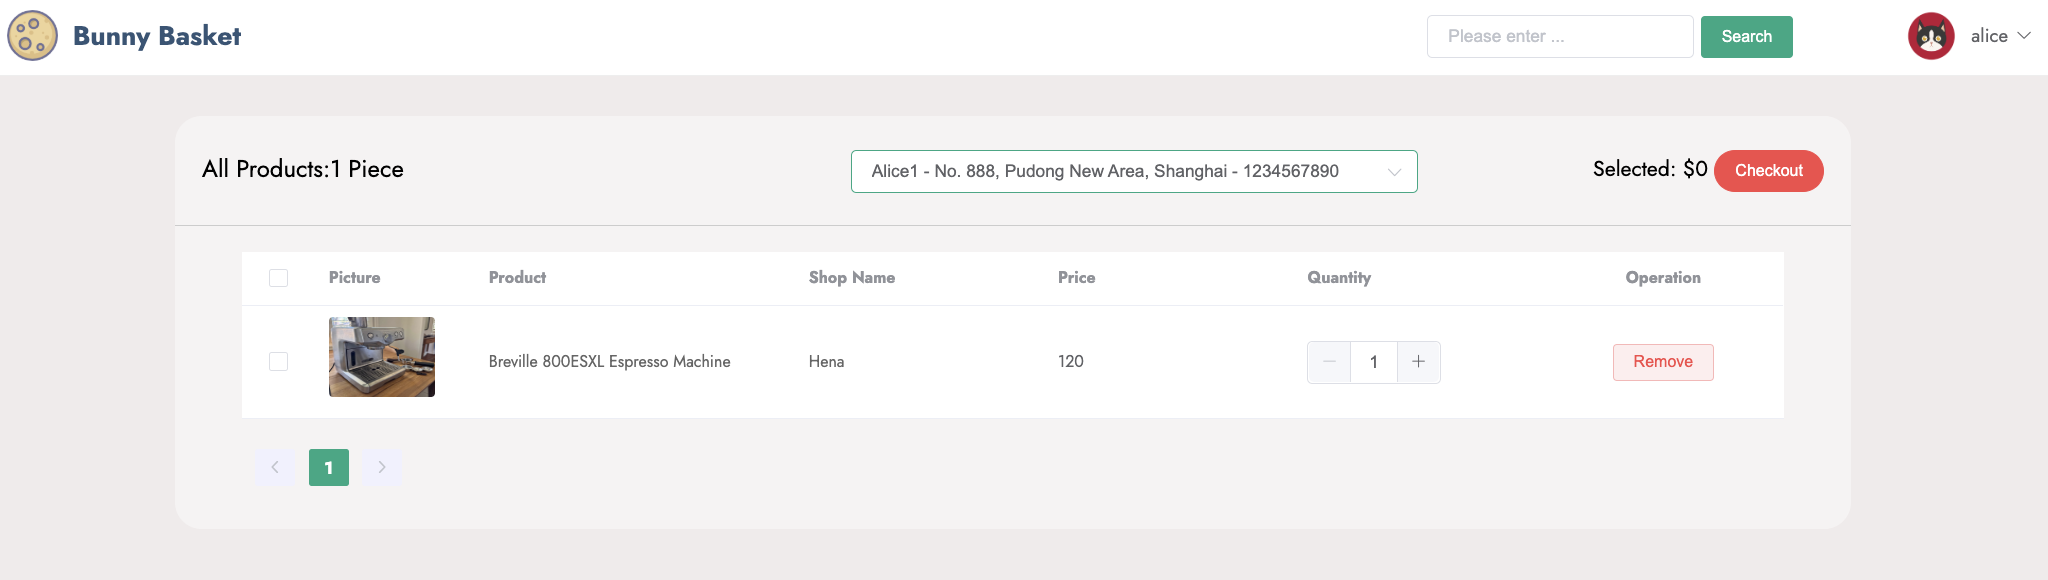 Bunny Basket
Please enter ...
Search
alice
All Products:1 Piece
Alice1 - No. 888, Pudong New Area, Shanghai - 1234567890
Selected: $0
Checkout
Picture Product Shop Name Price Quantity Operation
Breville 800ESXL Espresso Machine Hena 120 1 Remove
1